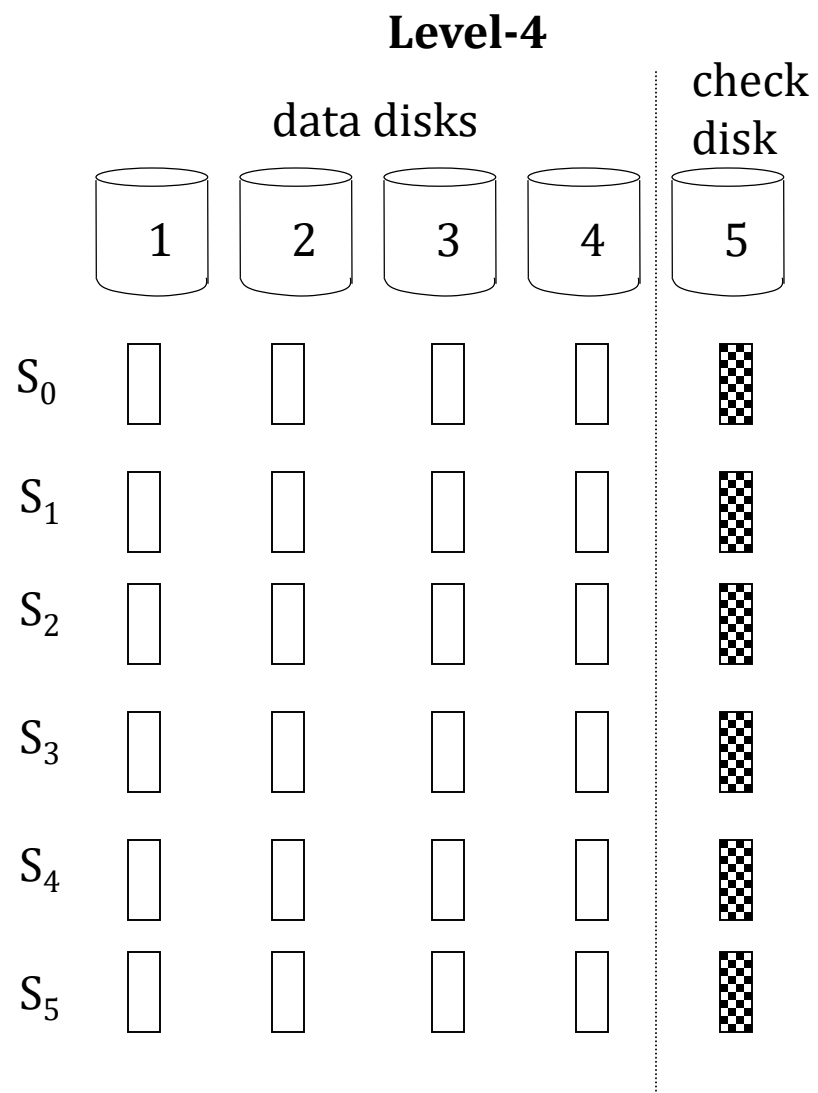 Level-4
check
disk
data disks
1 2 3 4 5
S₀
S₁
S₂
S₃
S₄
S₅